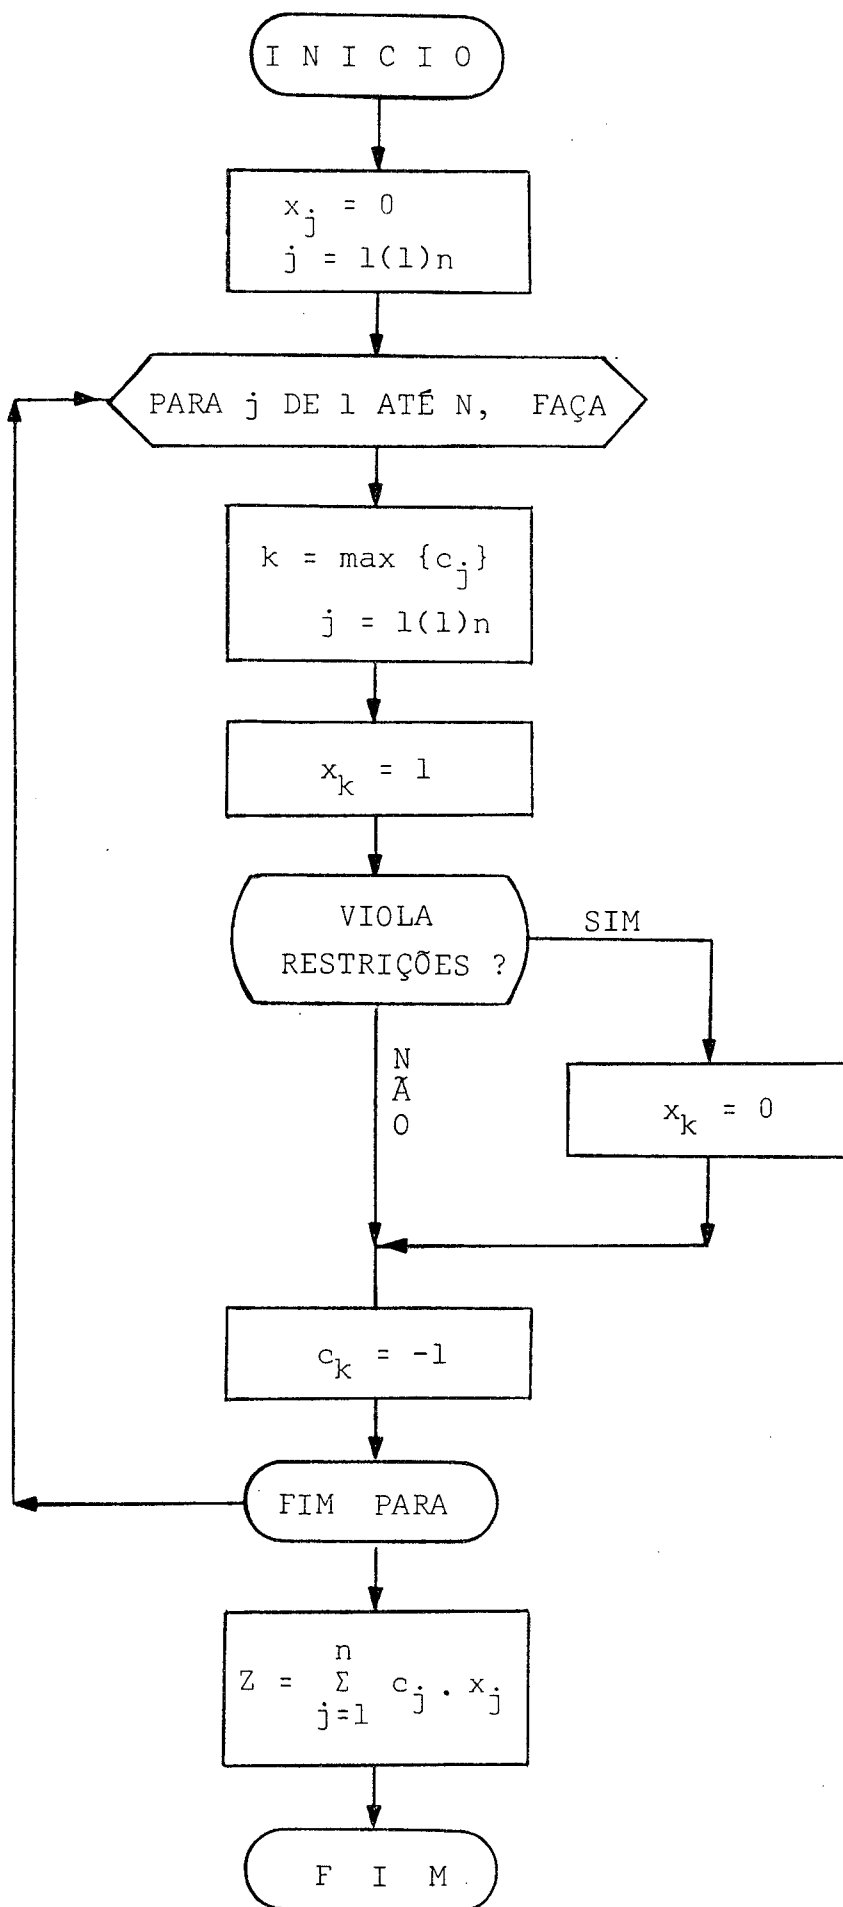 I N I C I O
x_j = 0
j = 1(1)n
PARA j DE 1 ATÉ N, FAÇA
k = max {c_j}
j = 1(1)n
x_k = 1
VIOLA
RESTRIÇÕES ?
SIM
NÃO
x_k = 0
c_k = -1
FIM PARA
n
Z = Σ c_j . x_j
j=1
F I M